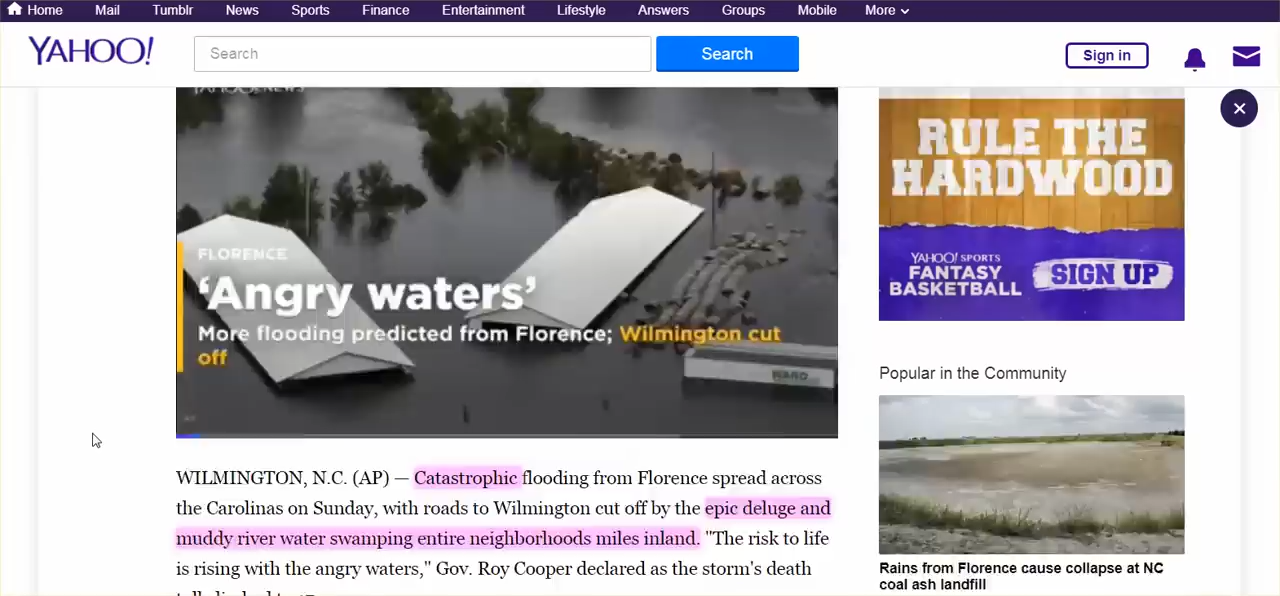 Home Mail Tumblr News Sports Finance Entertainment Lifestyle Answers Groups Mobile More
YAHOO!
Search
Search
Sign in
FLORENCE
'Angry waters'
More flooding predicted from Florence; Wilmington cut
off
WILMINGTON, N.C. (AP) — Catastrophic flooding from Florence spread across
the Carolinas on Sunday, with roads to Wilmington cut off by the epic deluge and
muddy river water swamping entire neighborhoods miles inland. "The risk to life
is rising with the angry waters," Gov. Roy Cooper declared as the storm's death
RULE THE
HARDWOOD
YAHOO! SPORTS
FANTASY
BASKETBALL
SIGN UP
Popular in the Community
Rains from Florence cause collapse at NC
coal ash landfill